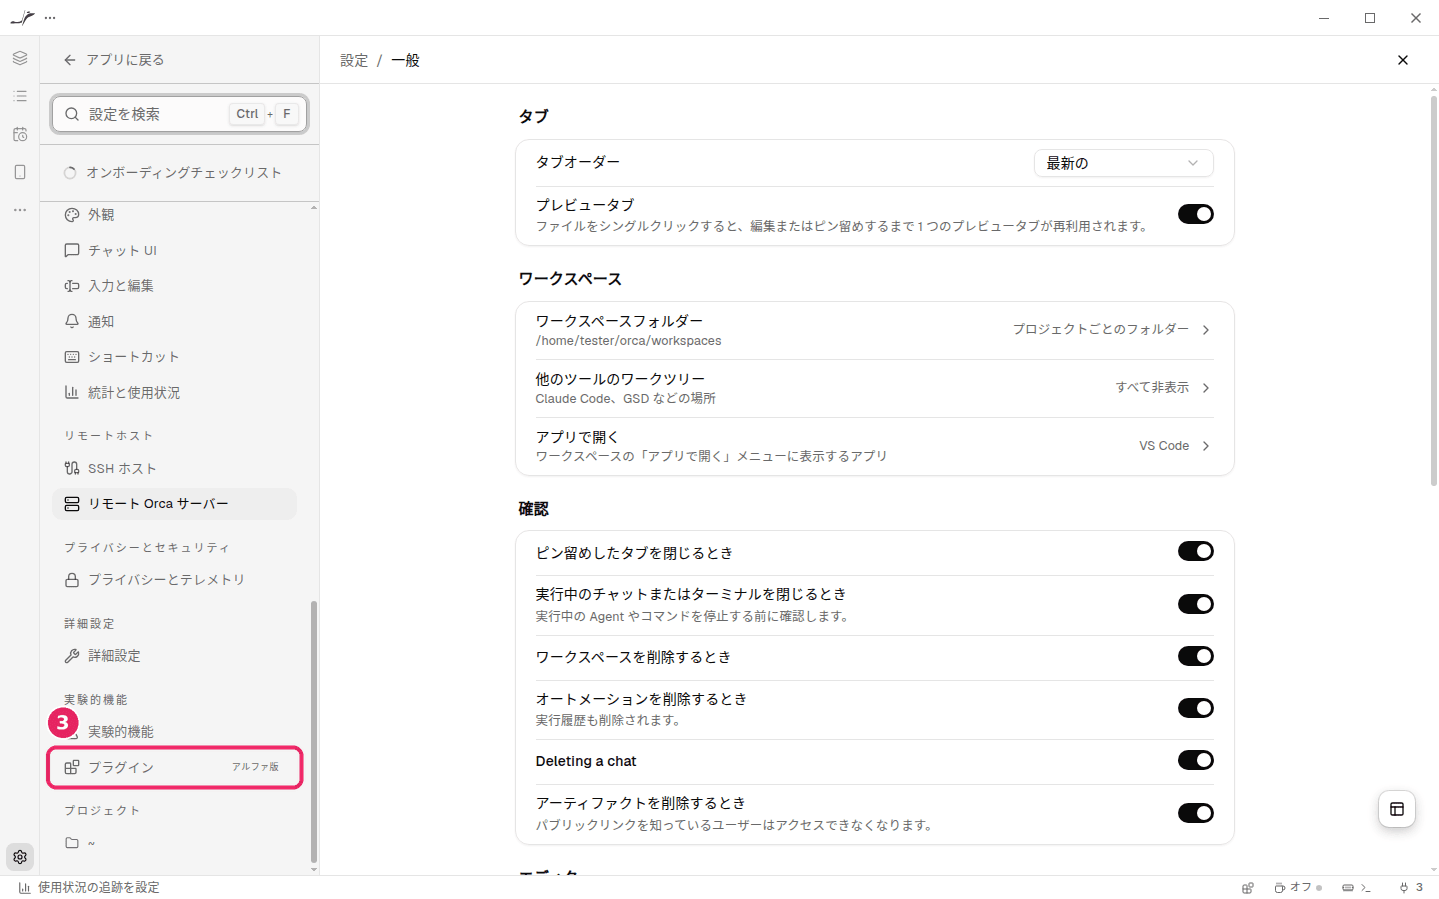 アプリに戻る
設定を検索
Ctrl + F
オンボーディングチェックリスト
外観
チャット UI
入力と編集
通知
ショートカット
統計と使用状況
リモートホスト
SSH ホスト
リモート Orca サーバー
プライバシーとセキュリティ
プライバシーとテレメトリ
詳細設定
詳細設定
実験的機能
3
実験的機能
プラグイン アルファ版
プロジェクト
~
設定 / 一般
タブ
タブオーダー 最新の
プレビュータブ
ファイルをシングルクリックすると、編集またはピン留めするまで 1 つのプレビュータブが再利用されます。
ワークスペース
ワークスペースフォルダー
/home/tester/orca/workspaces
プロジェクトごとのフォルダー
他のツールのワークツリー
Claude Code、GSD などの場所
すべて非表示
アプリで開く
ワークスペースの「アプリで開く」メニューに表示するアプリ
VS Code
確認
ピン留めしたタブを閉じるとき
実行中のチャットまたはターミナルを閉じるとき
実行中の Agent やコマンドを停止する前に確認します。
ワークスペースを削除するとき
オートメーションを削除するとき
実行履歴も削除されます。
Deleting a chat
アーティファクトを削除するとき
パブリックリンクを知っているユーザーはアクセスできなくなります。
エディタ
使用状況の追跡を設定
オフ
3